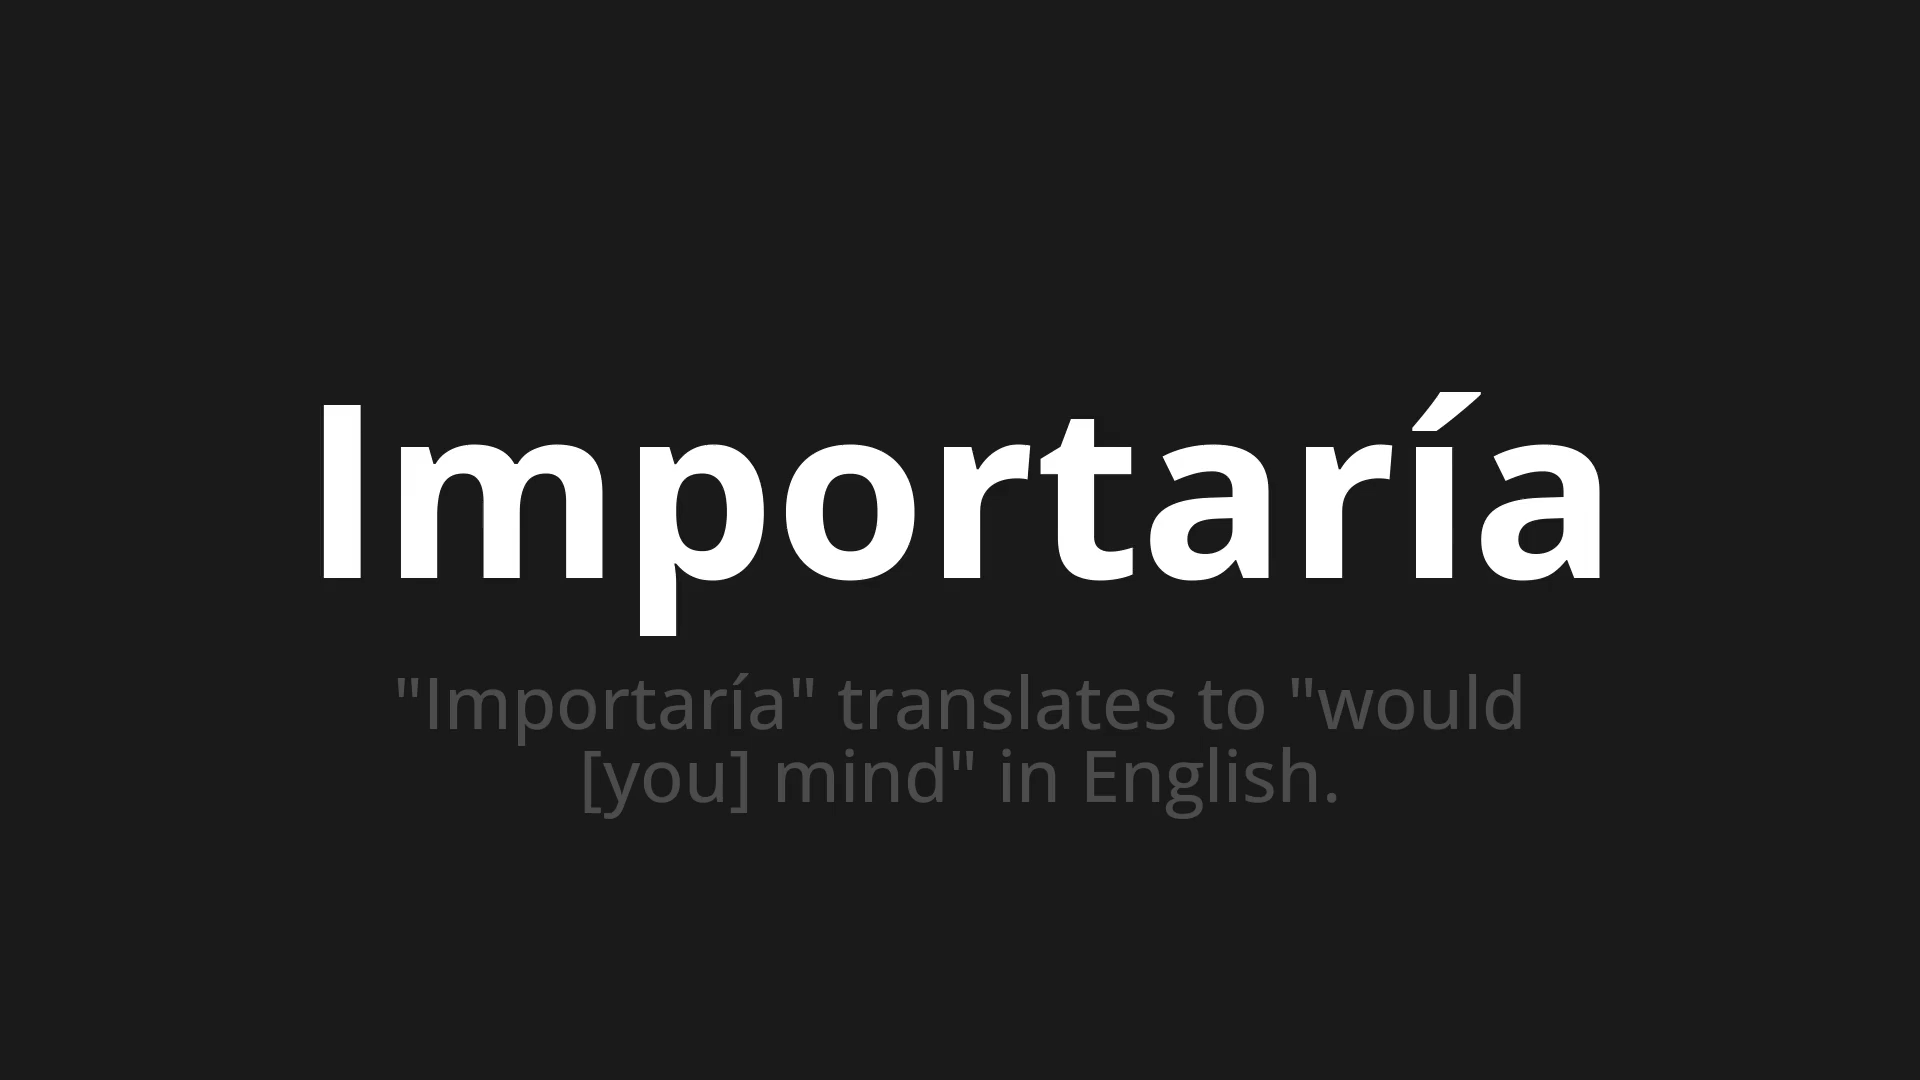 Importaría
"Importaría" translates to "would
[you] mind" in English.